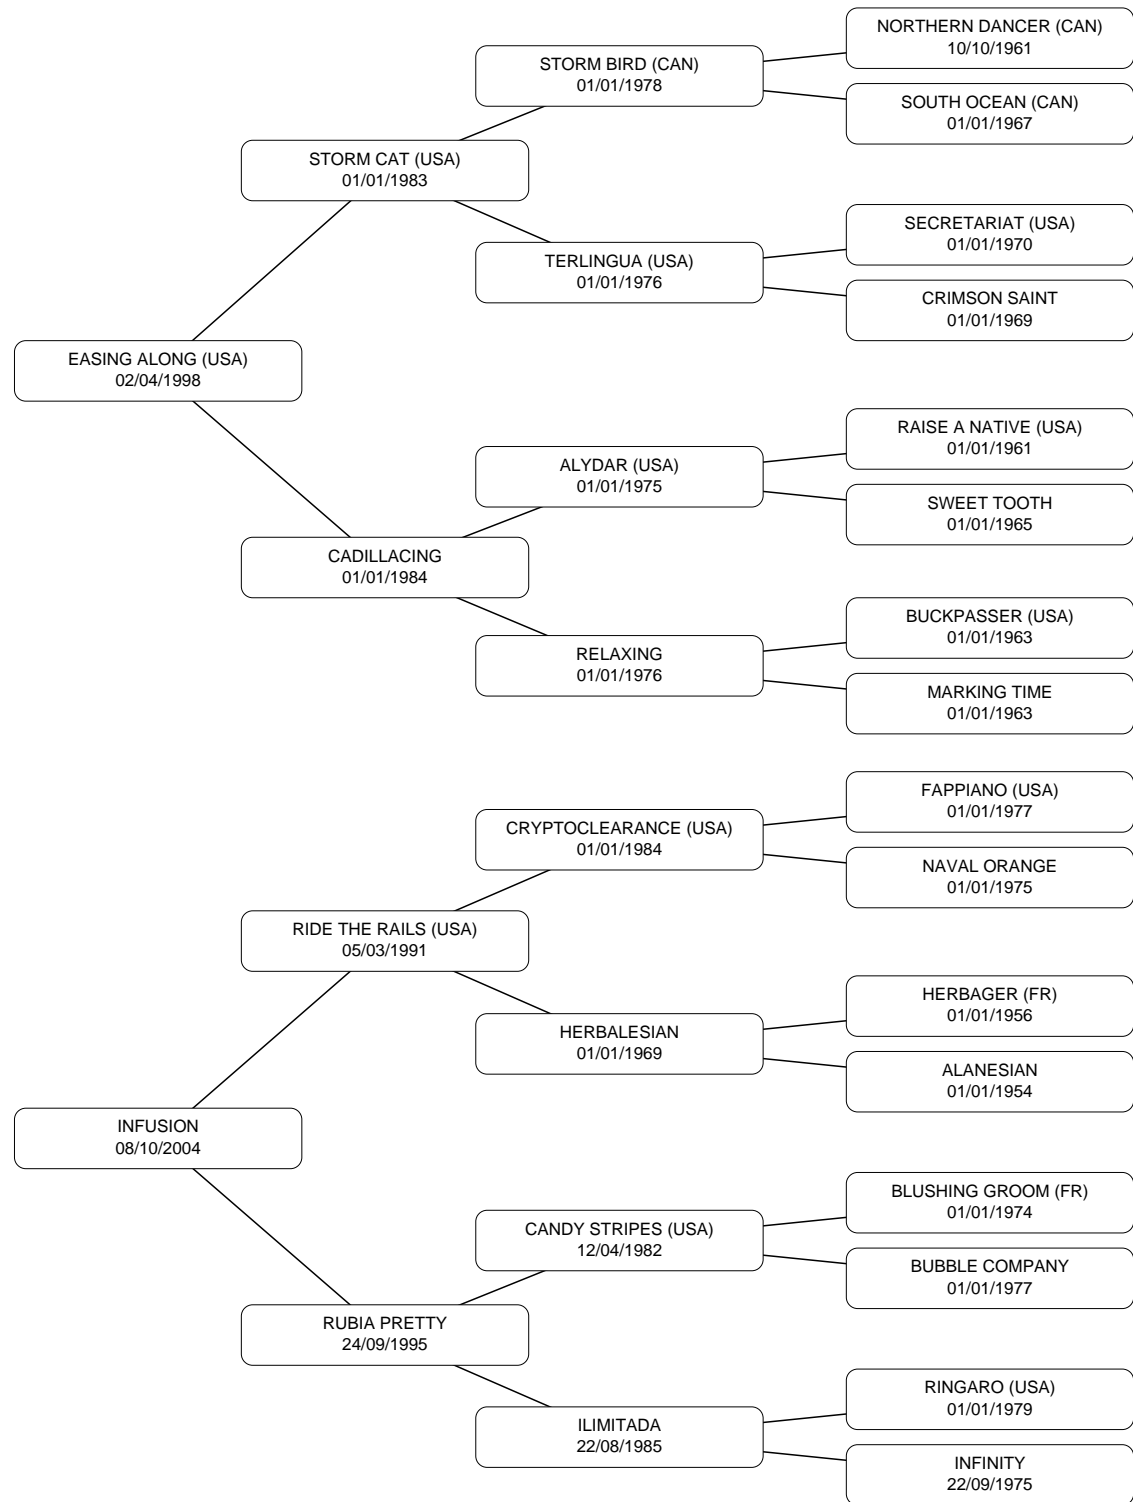 NORTHERN DANCER (CAN)
10/10/1961
STORM BIRD (CAN)
01/01/1978
SOUTH OCEAN (CAN)
01/01/1967
STORM CAT (USA)
01/01/1983
SECRETARIAT (USA)
01/01/1970
TERLINGUA (USA)
01/01/1976
CRIMSON SAINT
01/01/1969
EASING ALONG (USA)
02/04/1998
RAISE A NATIVE (USA)
01/01/1961
ALYDAR (USA)
01/01/1975
SWEET TOOTH
01/01/1965
CADILLACING
01/01/1984
BUCKPASSER (USA)
01/01/1963
RELAXING
01/01/1976
MARKING TIME
01/01/1963
FAPPIANO (USA)
01/01/1977
CRYPTOCLEARANCE (USA)
01/01/1984
NAVAL ORANGE
01/01/1975
RIDE THE RAILS (USA)
05/03/1991
HERBAGER (FR)
01/01/1956
HERBALESIAN
01/01/1969
ALANESIAN
01/01/1954
INFUSION
08/10/2004
BLUSHING GROOM (FR)
01/01/1974
CANDY STRIPES (USA)
12/04/1982
BUBBLE COMPANY
01/01/1977
RUBIA PRETTY
24/09/1995
RINGARO (USA)
01/01/1979
ILIMITADA
22/08/1985
INFINITY
22/09/1975